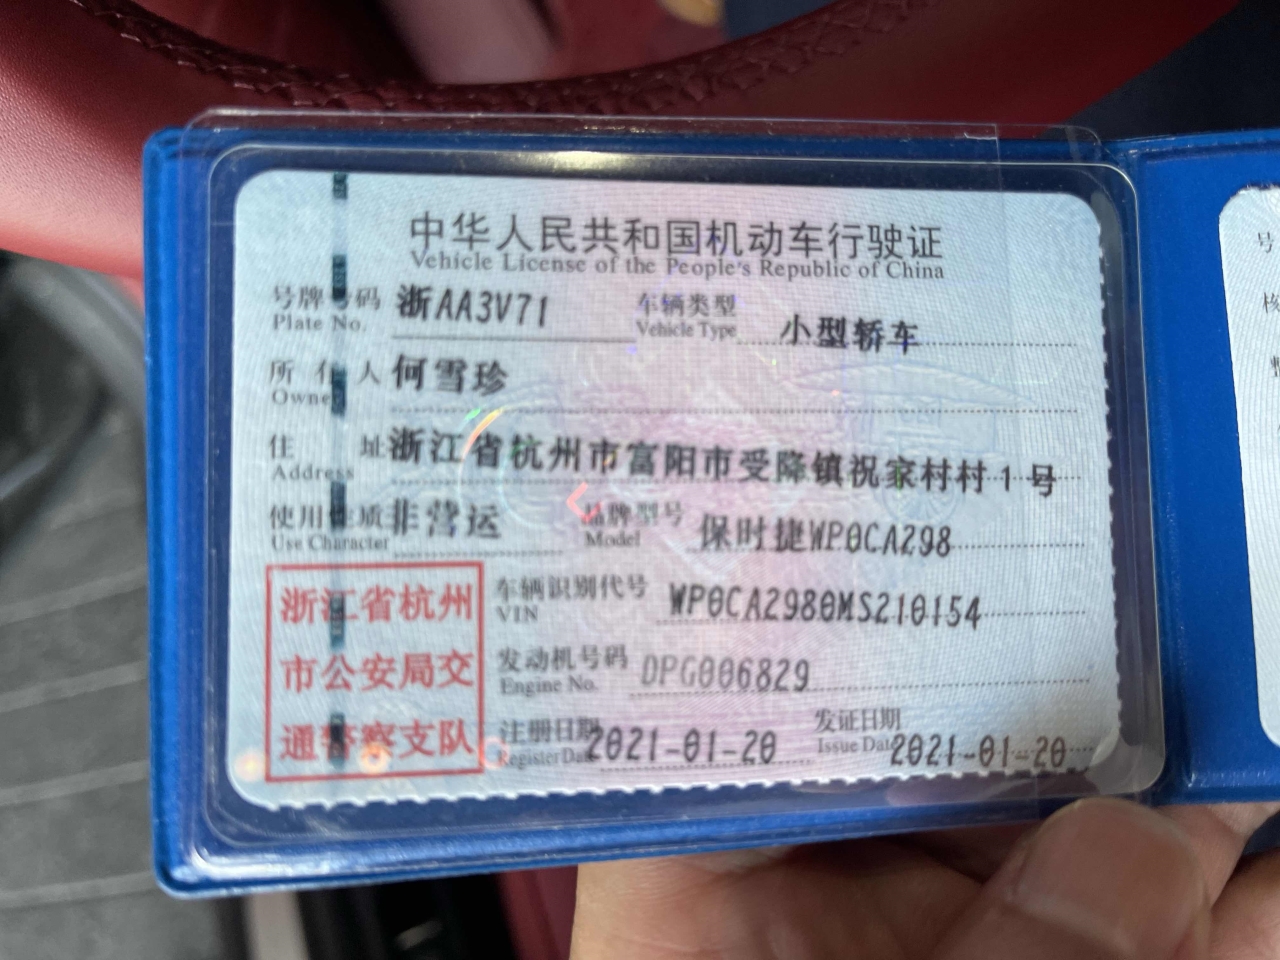 中华人民共和国机动车行驶证
Vehicle License of the People's Republic of China
号牌号码 浙AA3V71 车辆类型 小型轿车
Plate No. Vehicle Type
所有人 何雪珍
Owner
住址 浙江省杭州市富阳市受降镇祝家村村1号
Address
使用性质 非营运 品牌型号 保时捷WP0CA298
Use Character Model
浙江省杭州
市公安局交
通警察支队
车辆识别代号 WP0CA2980MS210154
VIN
发动机号码 DPG006829
Engine No.
注册日期 2021-01-20 发证日期 2021-01-20
Register Date Issue Date
号
核